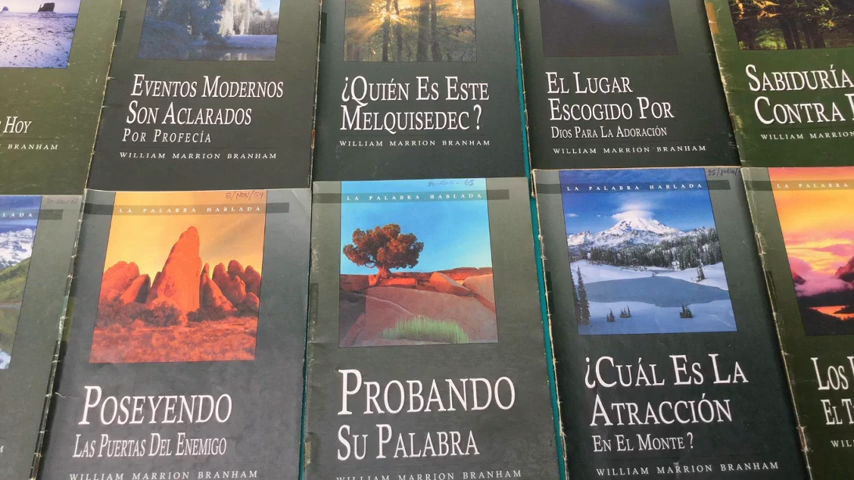 Hoy
Eventos Modernos
Son Aclarados
Por Profecía
William Marrion Branham
¿Quién Es Este
Melquisedec?
William Marrion Branham
El Lugar
Escogido Por
Dios Para La Adoración
William Marrion Branham
Sabiduría
Contra
William Marrion
Hablada
La Palabra Hablada
Poseyendo
Las Puertas Del Enemigo
William Marrion Branham
La Palabra Hablada
Probando
Su Palabra
William Marrion Branham
La Palabra Hablada
¿Cuál Es La
Atracción
En El Monte?
William Marrion Branham
La Palabra
Los
El